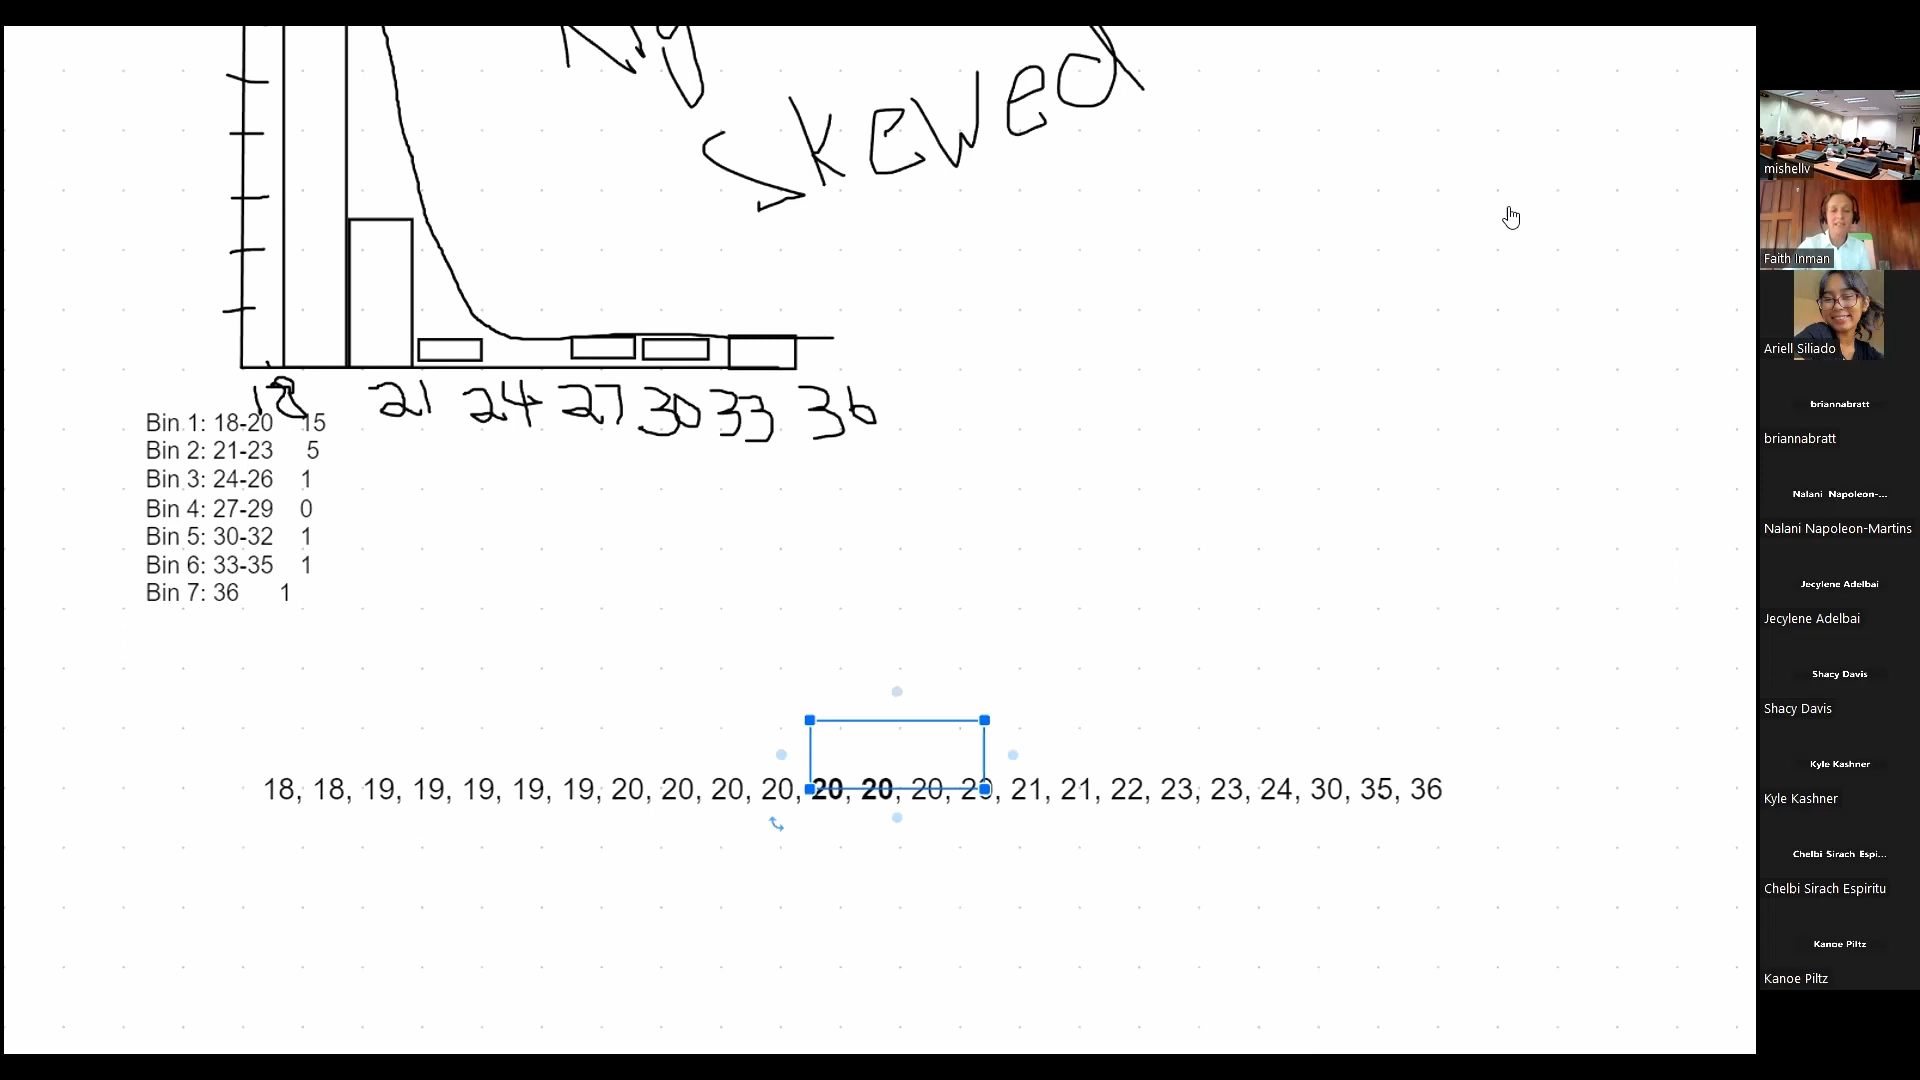 skewed
18 21 24 27 30 33 36
Bin 1: 18-20 15
Bin 2: 21-23 5
Bin 3: 24-26 1
Bin 4: 27-29 0
Bin 5: 30-32 1
Bin 6: 33-35 1
Bin 7: 36 1
18, 18, 19, 19, 19, 19, 19, 20, 20, 20, 20, 20, 20, 20, 20, 21, 21, 22, 23, 23, 24, 30, 35, 36
mishellv
Faith Inman
Ariell Siliado
briannabratt
briannabratt
Nalani Napoleon-...
Nalani Napoleon-Martins
Jecylene Adelbai
Jecylene Adelbai
Shacy Davis
Shacy Davis
Kyle Kashner
Kyle Kashner
Chelbi Sirach Espi...
Chelbi Sirach Espiritu
Kanoe Piltz
Kanoe Piltz